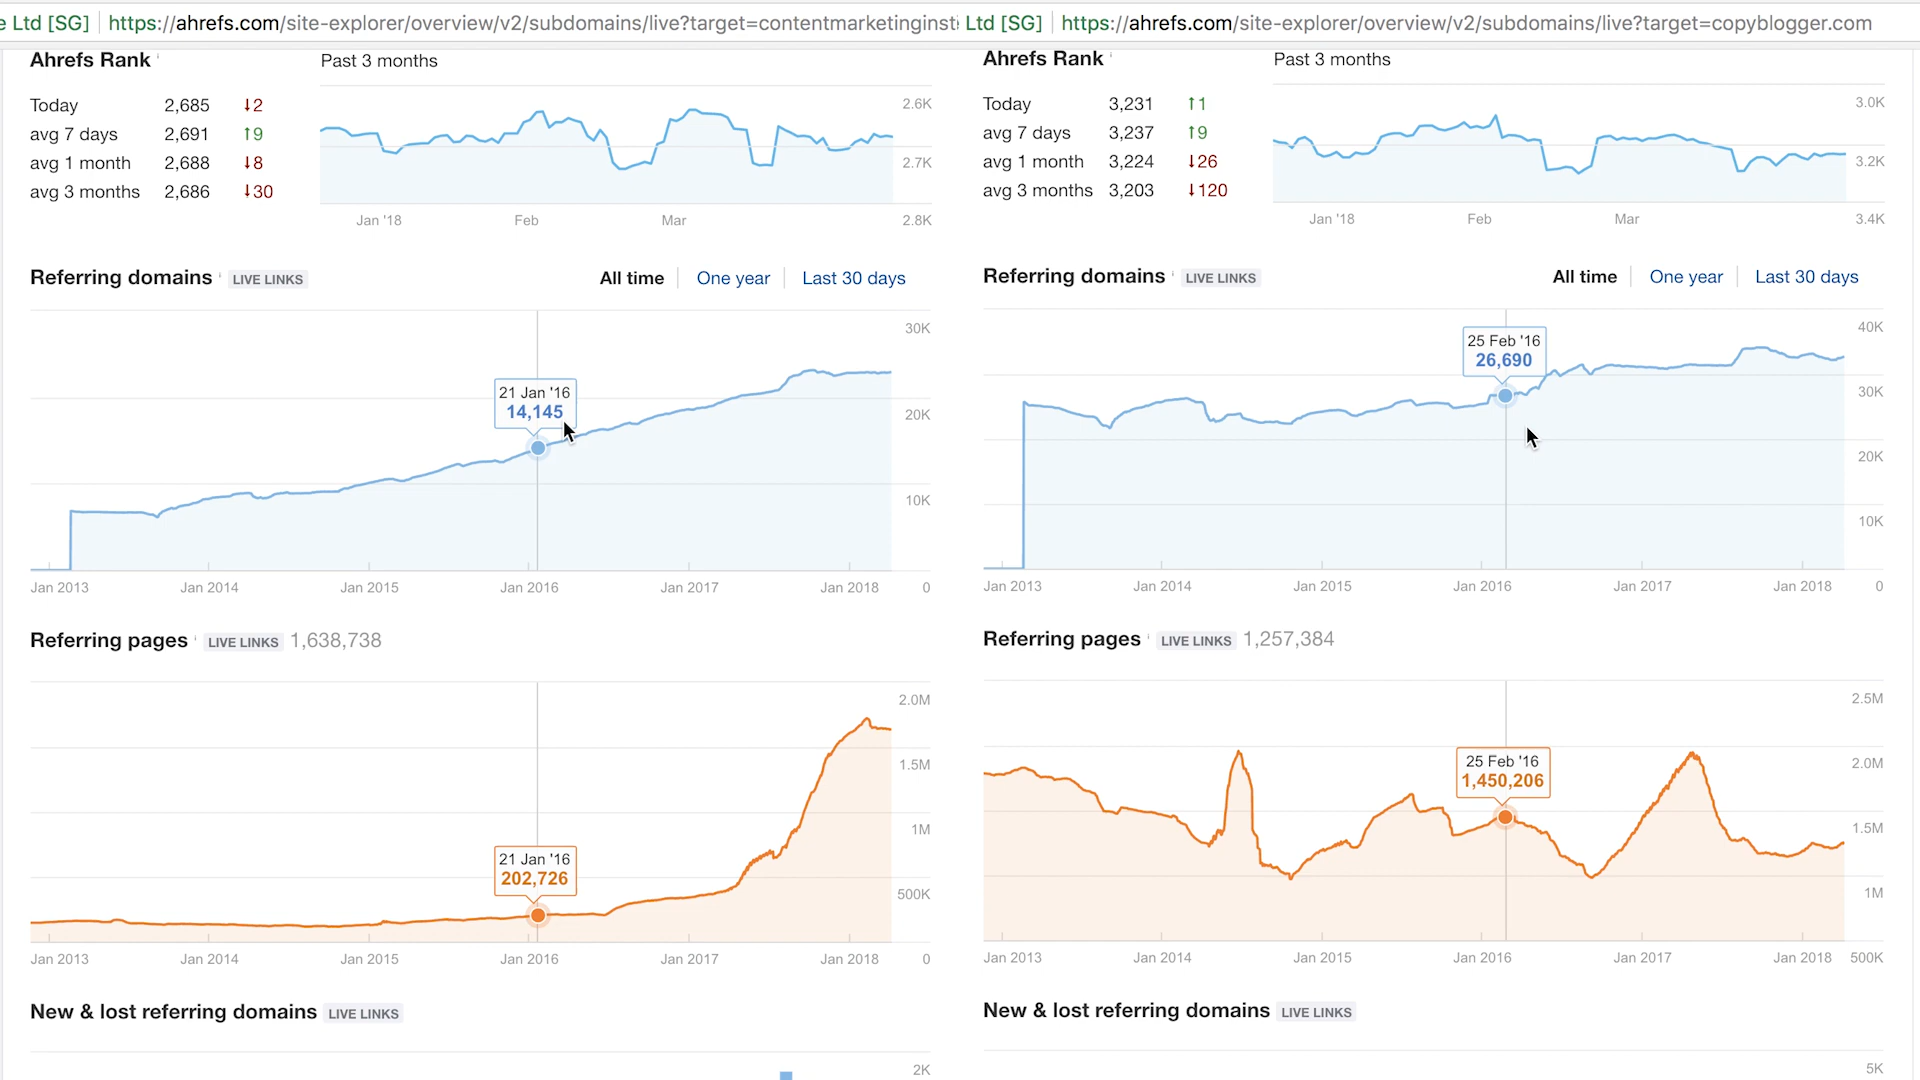 e Ltd [SG] https://ahrefs.com/site-explorer/overview/v2/subdomains/live?target=contentmarketinginst
Ahrefs Rank
Past 3 months
Today 2,685 ↓2
avg 7 days 2,691 ↑9
avg 1 month 2,688 ↓8
avg 3 months 2,686 ↓30
2.6K
2.7K
2.8K
Jan '18 Feb Mar
Referring domains LIVE LINKS
All time One year Last 30 days
30K
20K
10K
0
21 Jan '16
14,145
Jan 2013 Jan 2014 Jan 2015 Jan 2016 Jan 2017 Jan 2018
Referring pages LIVE LINKS 1,638,738
2.0M
1.5M
1M
500K
0
21 Jan '16
202,726
Jan 2013 Jan 2014 Jan 2015 Jan 2016 Jan 2017 Jan 2018
New & lost referring domains LIVE LINKS
2K
Ltd [SG] https://ahrefs.com/site-explorer/overview/v2/subdomains/live?target=copyblogger.com
Ahrefs Rank
Past 3 months
Today 3,231 ↑1
avg 7 days 3,237 ↑9
avg 1 month 3,224 ↓26
avg 3 months 3,203 ↓120
3.0K
3.2K
3.4K
Jan '18 Feb Mar
Referring domains LIVE LINKS
All time One year Last 30 days
40K
30K
20K
10K
0
25 Feb '16
26,690
Jan 2013 Jan 2014 Jan 2015 Jan 2016 Jan 2017 Jan 2018
Referring pages LIVE LINKS 1,257,384
2.5M
2.0M
1.5M
1M
500K
25 Feb '16
1,450,206
Jan 2013 Jan 2014 Jan 2015 Jan 2016 Jan 2017 Jan 2018
New & lost referring domains LIVE LINKS
5K